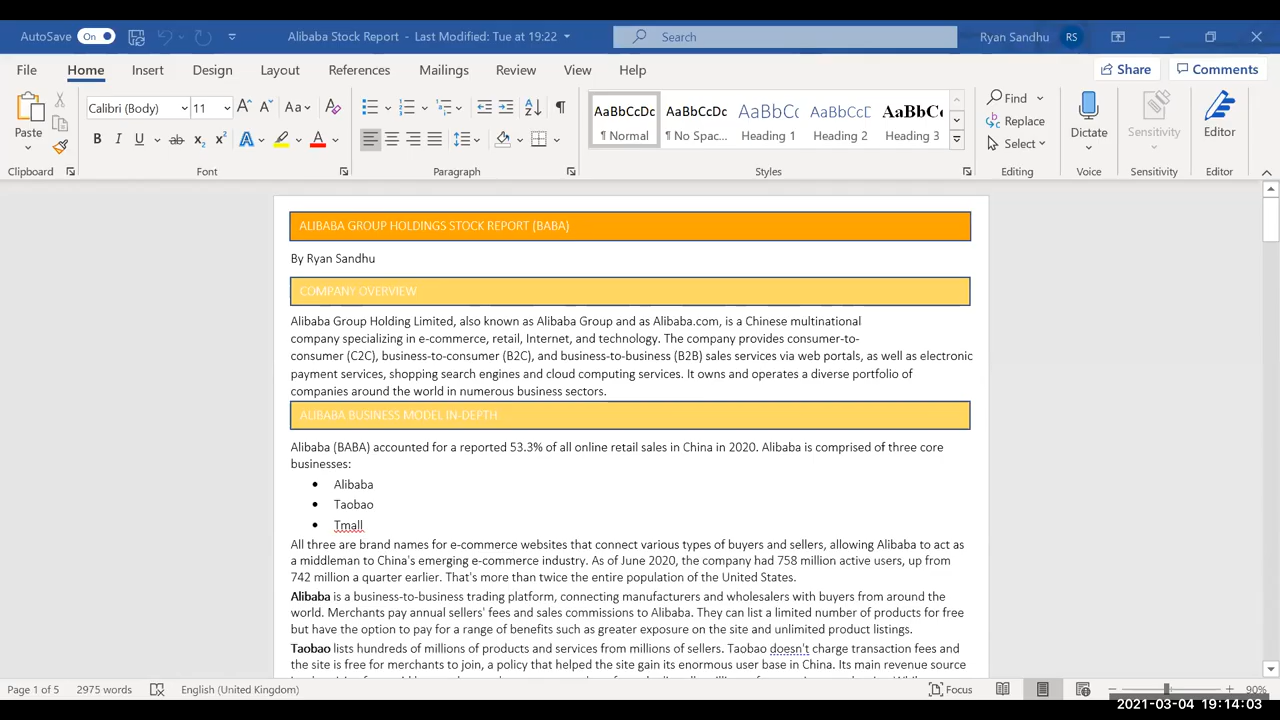 AutoSave On Alibaba Stock Report - Last Modified: Tue at 19:22 Search Ryan Sandhu RS
File Home Insert Design Layout References Mailings Review View Help Share Comments
Calibri (Body) 11 Aa AaBbCcDc AaBbCcDc AaBbCc AaBbCcDc AaBbCc Find
Paste ¶ Normal ¶ No Spac... Heading 1 Heading 2 Heading 3 Replace Dictate Sensitivity Editor
B I U ab x₂ x² A A Select
Clipboard Font Paragraph Styles Editing Voice Sensitivity Editor
ALIBABA GROUP HOLDINGS STOCK REPORT (BABA)
By Ryan Sandhu
COMPANY OVERVIEW
Alibaba Group Holding Limited, also known as Alibaba Group and as Alibaba.com, is a Chinese multinational
company specializing in e-commerce, retail, Internet, and technology. The company provides consumer-to-
consumer (C2C), business-to-consumer (B2C), and business-to-business (B2B) sales services via web portals, as well as electronic
payment services, shopping search engines and cloud computing services. It owns and operates a diverse portfolio of
companies around the world in numerous business sectors.
ALIBABA BUSINESS MODEL IN-DEPTH
Alibaba (BABA) accounted for a reported 53.3% of all online retail sales in China in 2020. Alibaba is comprised of three core
businesses:
• Alibaba
• Taobao
• Tmall
All three are brand names for e-commerce websites that connect various types of buyers and sellers, allowing Alibaba to act as
a middleman to China's emerging e-commerce industry. As of June 2020, the company had 758 million active users, up from
742 million a quarter earlier. That's more than twice the entire population of the United States.
Alibaba is a business-to-business trading platform, connecting manufacturers and wholesalers with buyers from around the
world. Merchants pay annual sellers' fees and sales commissions to Alibaba. They can list a limited number of products for free
but have the option to pay for a range of benefits such as greater exposure on the site and unlimited product listings.
Taobao lists hundreds of millions of products and services from millions of sellers. Taobao doesn't charge transaction fees and
the site is free for merchants to join, a policy that helped the site gain its enormous user base in China. Its main revenue source
Page 1 of 5 2975 words English (United Kingdom) Focus 90%
2021-03-04 19:14:03